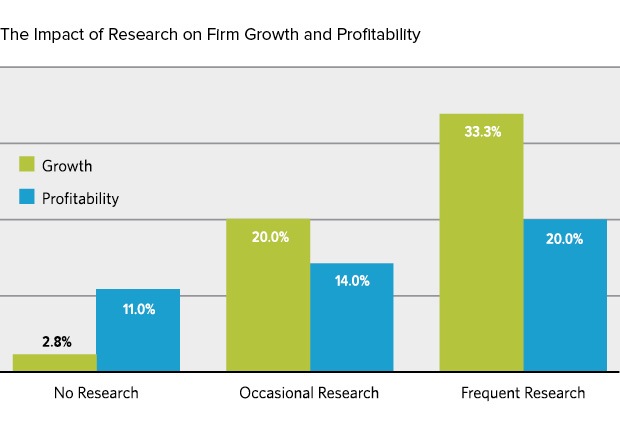 The Impact of Research on Firm Growth and Profitability
Growth
Profitability
2.8%
11.0%
20.0%
14.0%
33.3%
20.0%
No Research
Occasional Research
Frequent Research